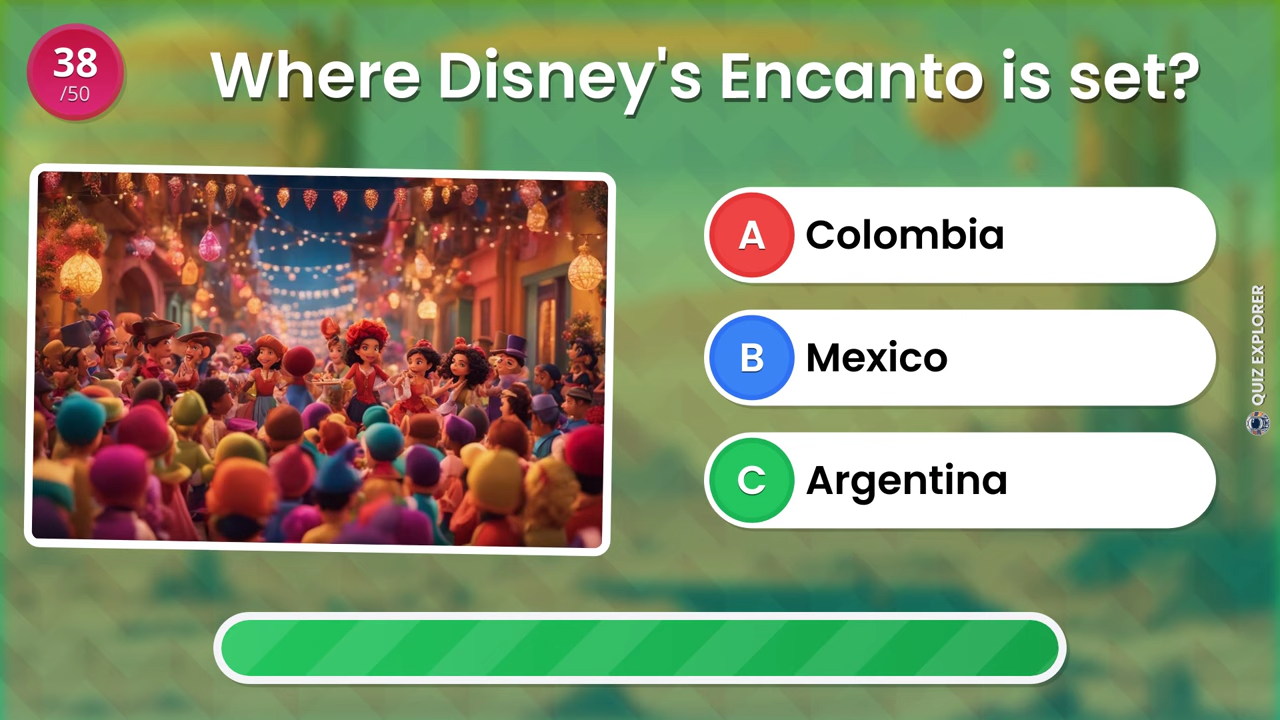 38
/50
Where Disney's Encanto is set?
A Colombia
B Mexico
C Argentina
QUIZ EXPLORER